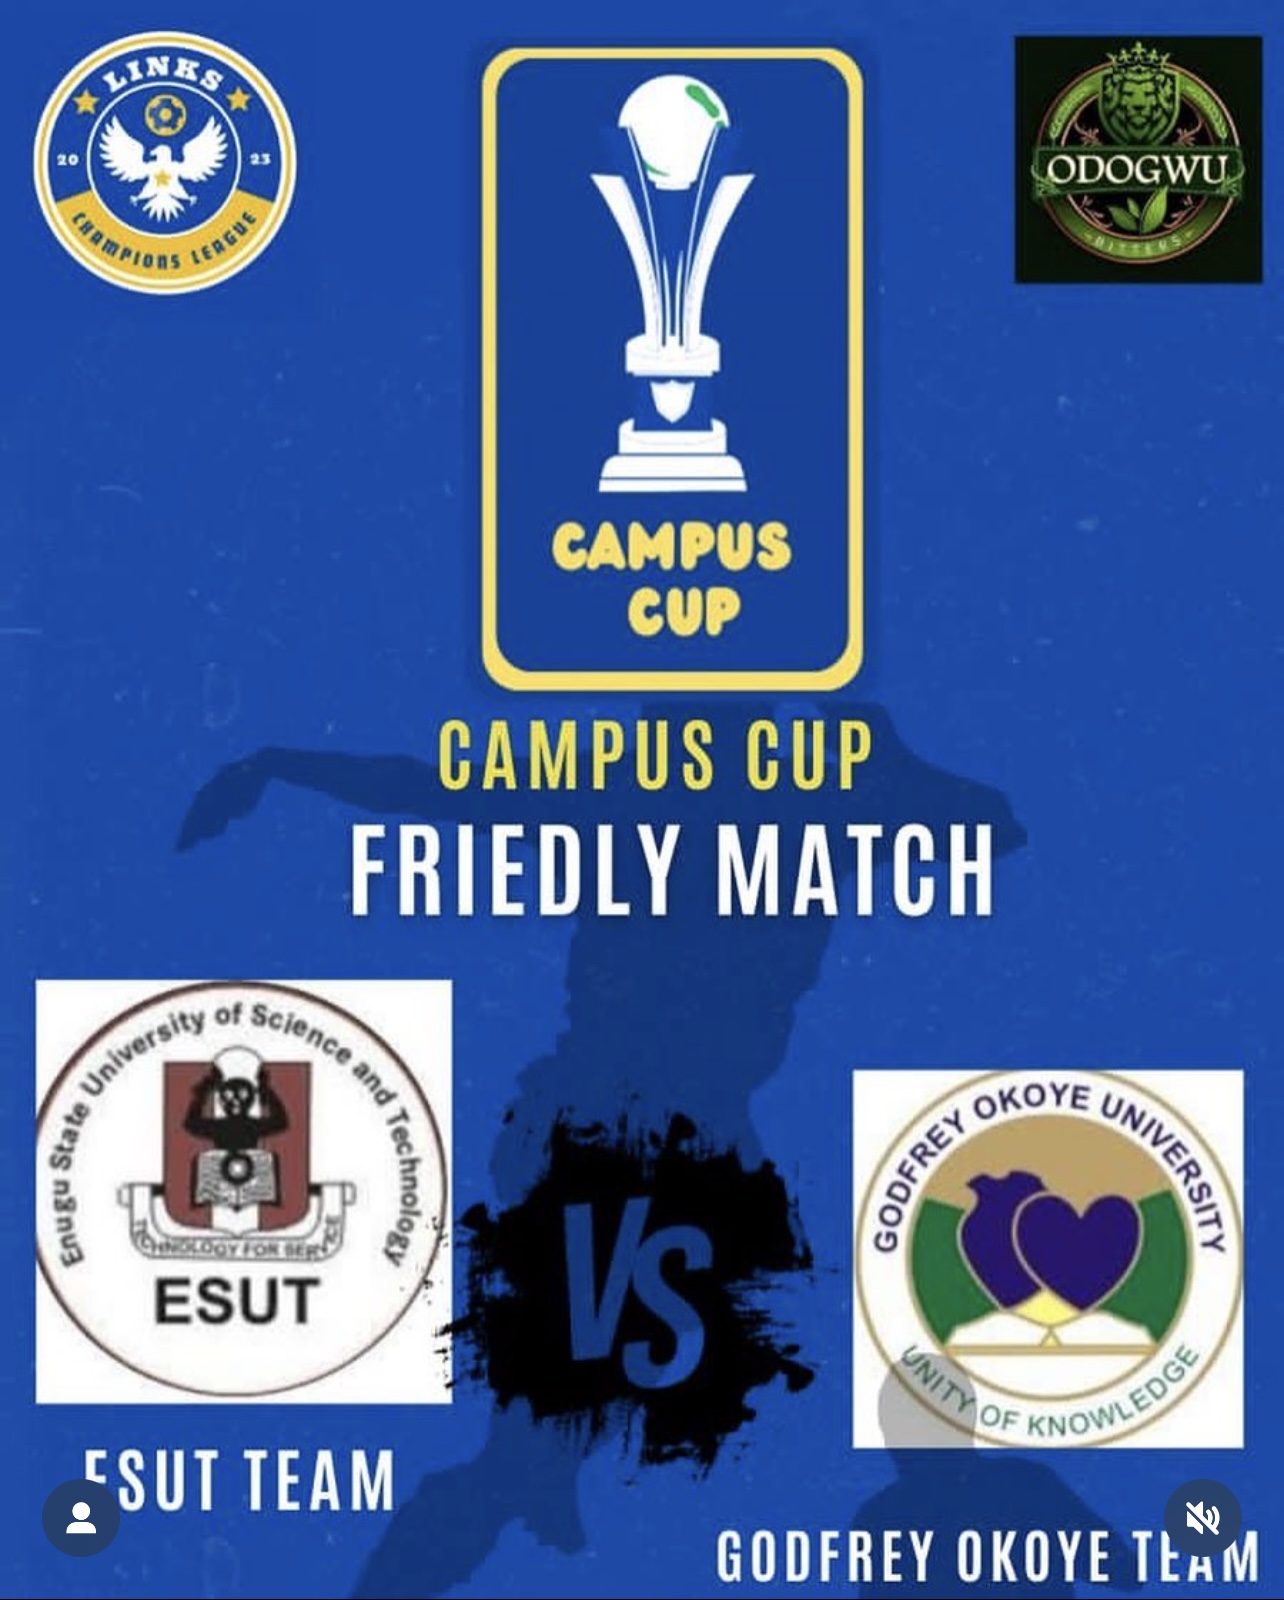 LINKS
20 23
CHAMPIONS LEAGUE
ODOGWU
BITTERS
CAMPUS
CUP
CAMPUS CUP
FRIEDLY MATCH
Enugu State University of Science and Technology
TECHNOLOGY FOR SERVICE
ESUT
VS
GODFREY OKOYE UNIVERSITY
UNITY OF KNOWLEDGE
ESUT TEAM
GODFREY OKOYE TEAM